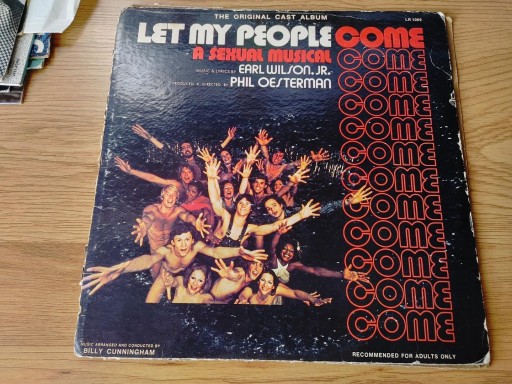 THE ORIGINAL CAST ALBUM
LR 1069
LET MY PEOPLE COME
A SEXUAL MUSICAL
MUSIC & LYRICS BY EARL WILSON, JR.
PRODUCED & DIRECTED BY PHIL OESTERMAN
COME
COME
COME
COME
COME
COME
COME
COME
COME
COME
COME
COME
MUSIC ARRANGED AND CONDUCTED BY
BILLY CUNNINGHAM
RECOMMENDED FOR ADULTS ONLY